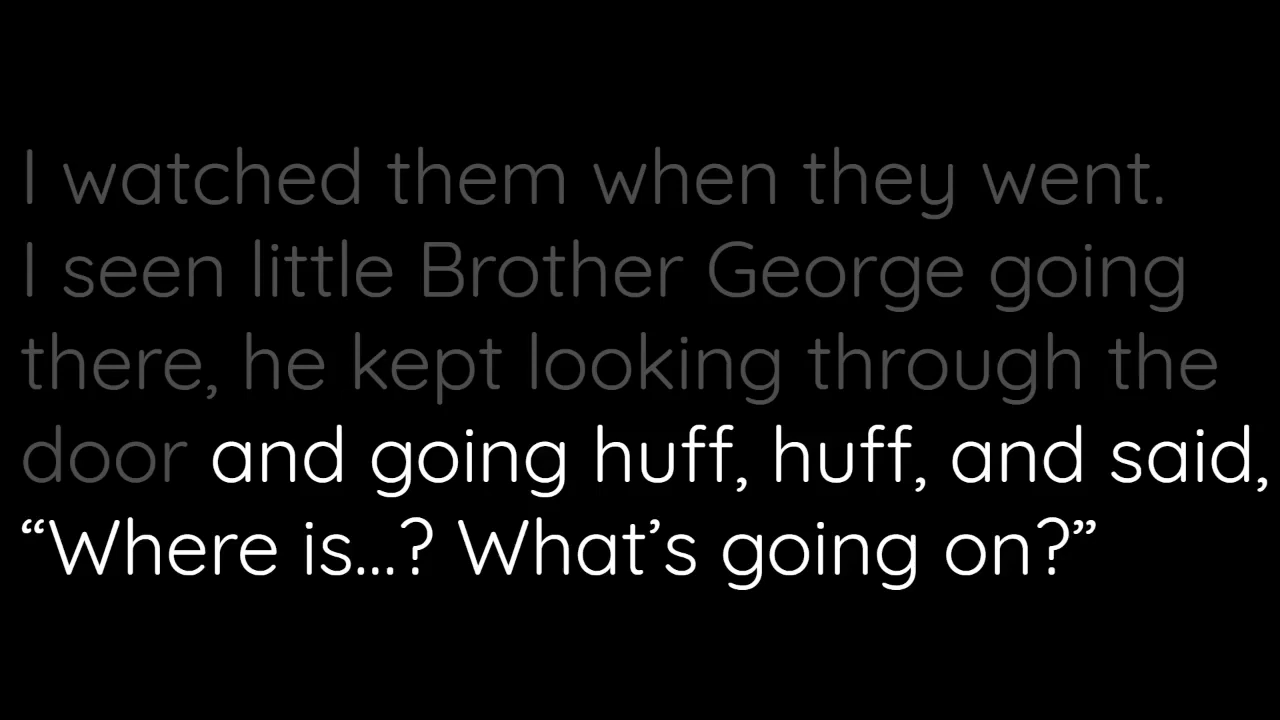 I watched them when they went.
I seen little Brother George going
there, he kept looking through the
door and going huff, huff, and said,
“Where is...? What’s going on?”